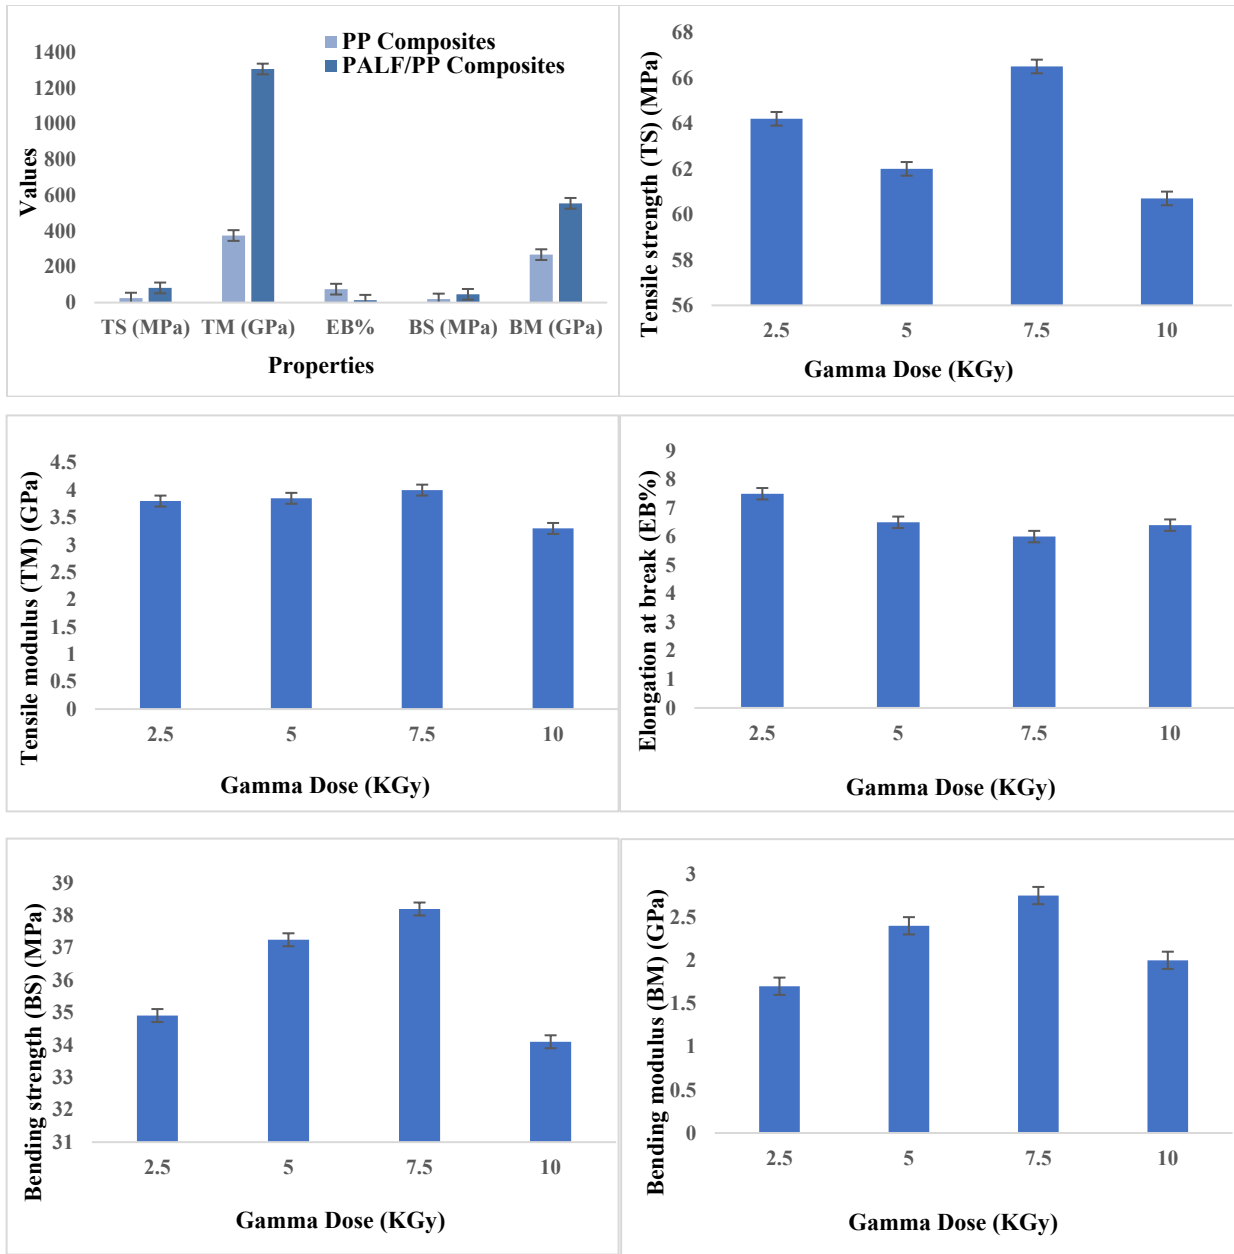 PP Composites
PALF/PP Composites
Values
1400
1200
1000
800
600
400
200
0
TS (MPa) TM (GPa) EB% BS (MPa) BM (GPa)
Properties
Tensile strength (TS) (MPa)
68
66
64
62
60
58
56
2.5 5 7.5 10
Gamma Dose (KGy)
Tensile modulus (TM) (GPa)
4.5
4
3.5
3
2.5
2
1.5
1
0.5
0
2.5 5 7.5 10
Gamma Dose (KGy)
Elongation at break (EB%)
9
8
7
6
5
4
3
2
1
0
2.5 5 7.5 10
Gamma Dose (KGy)
Bending strength (BS) (MPa)
39
38
37
36
35
34
33
32
31
2.5 5 7.5 10
Gamma Dose (KGy)
Bending modulus (BM) (GPa)
3
2.5
2
1.5
1
0.5
0
2.5 5 7.5 10
Gamma Dose (KGy)